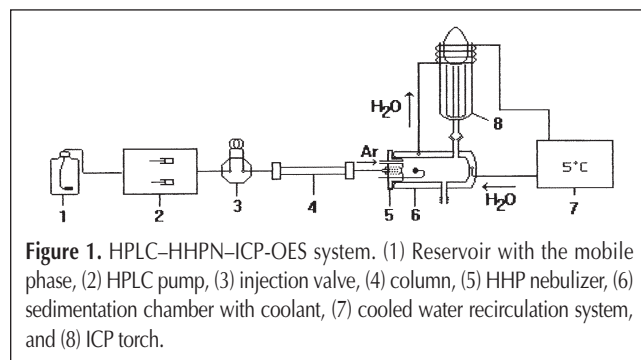 H₂O
8
Ar
5°C
1
2
3
4
5
6
H₂O
7
Figure 1. HPLC–HHPN–ICP-OES system. (1) Reservoir with the mobile
phase, (2) HPLC pump, (3) injection valve, (4) column, (5) HHP nebulizer, (6)
sedimentation chamber with coolant, (7) cooled water recirculation system,
and (8) ICP torch.